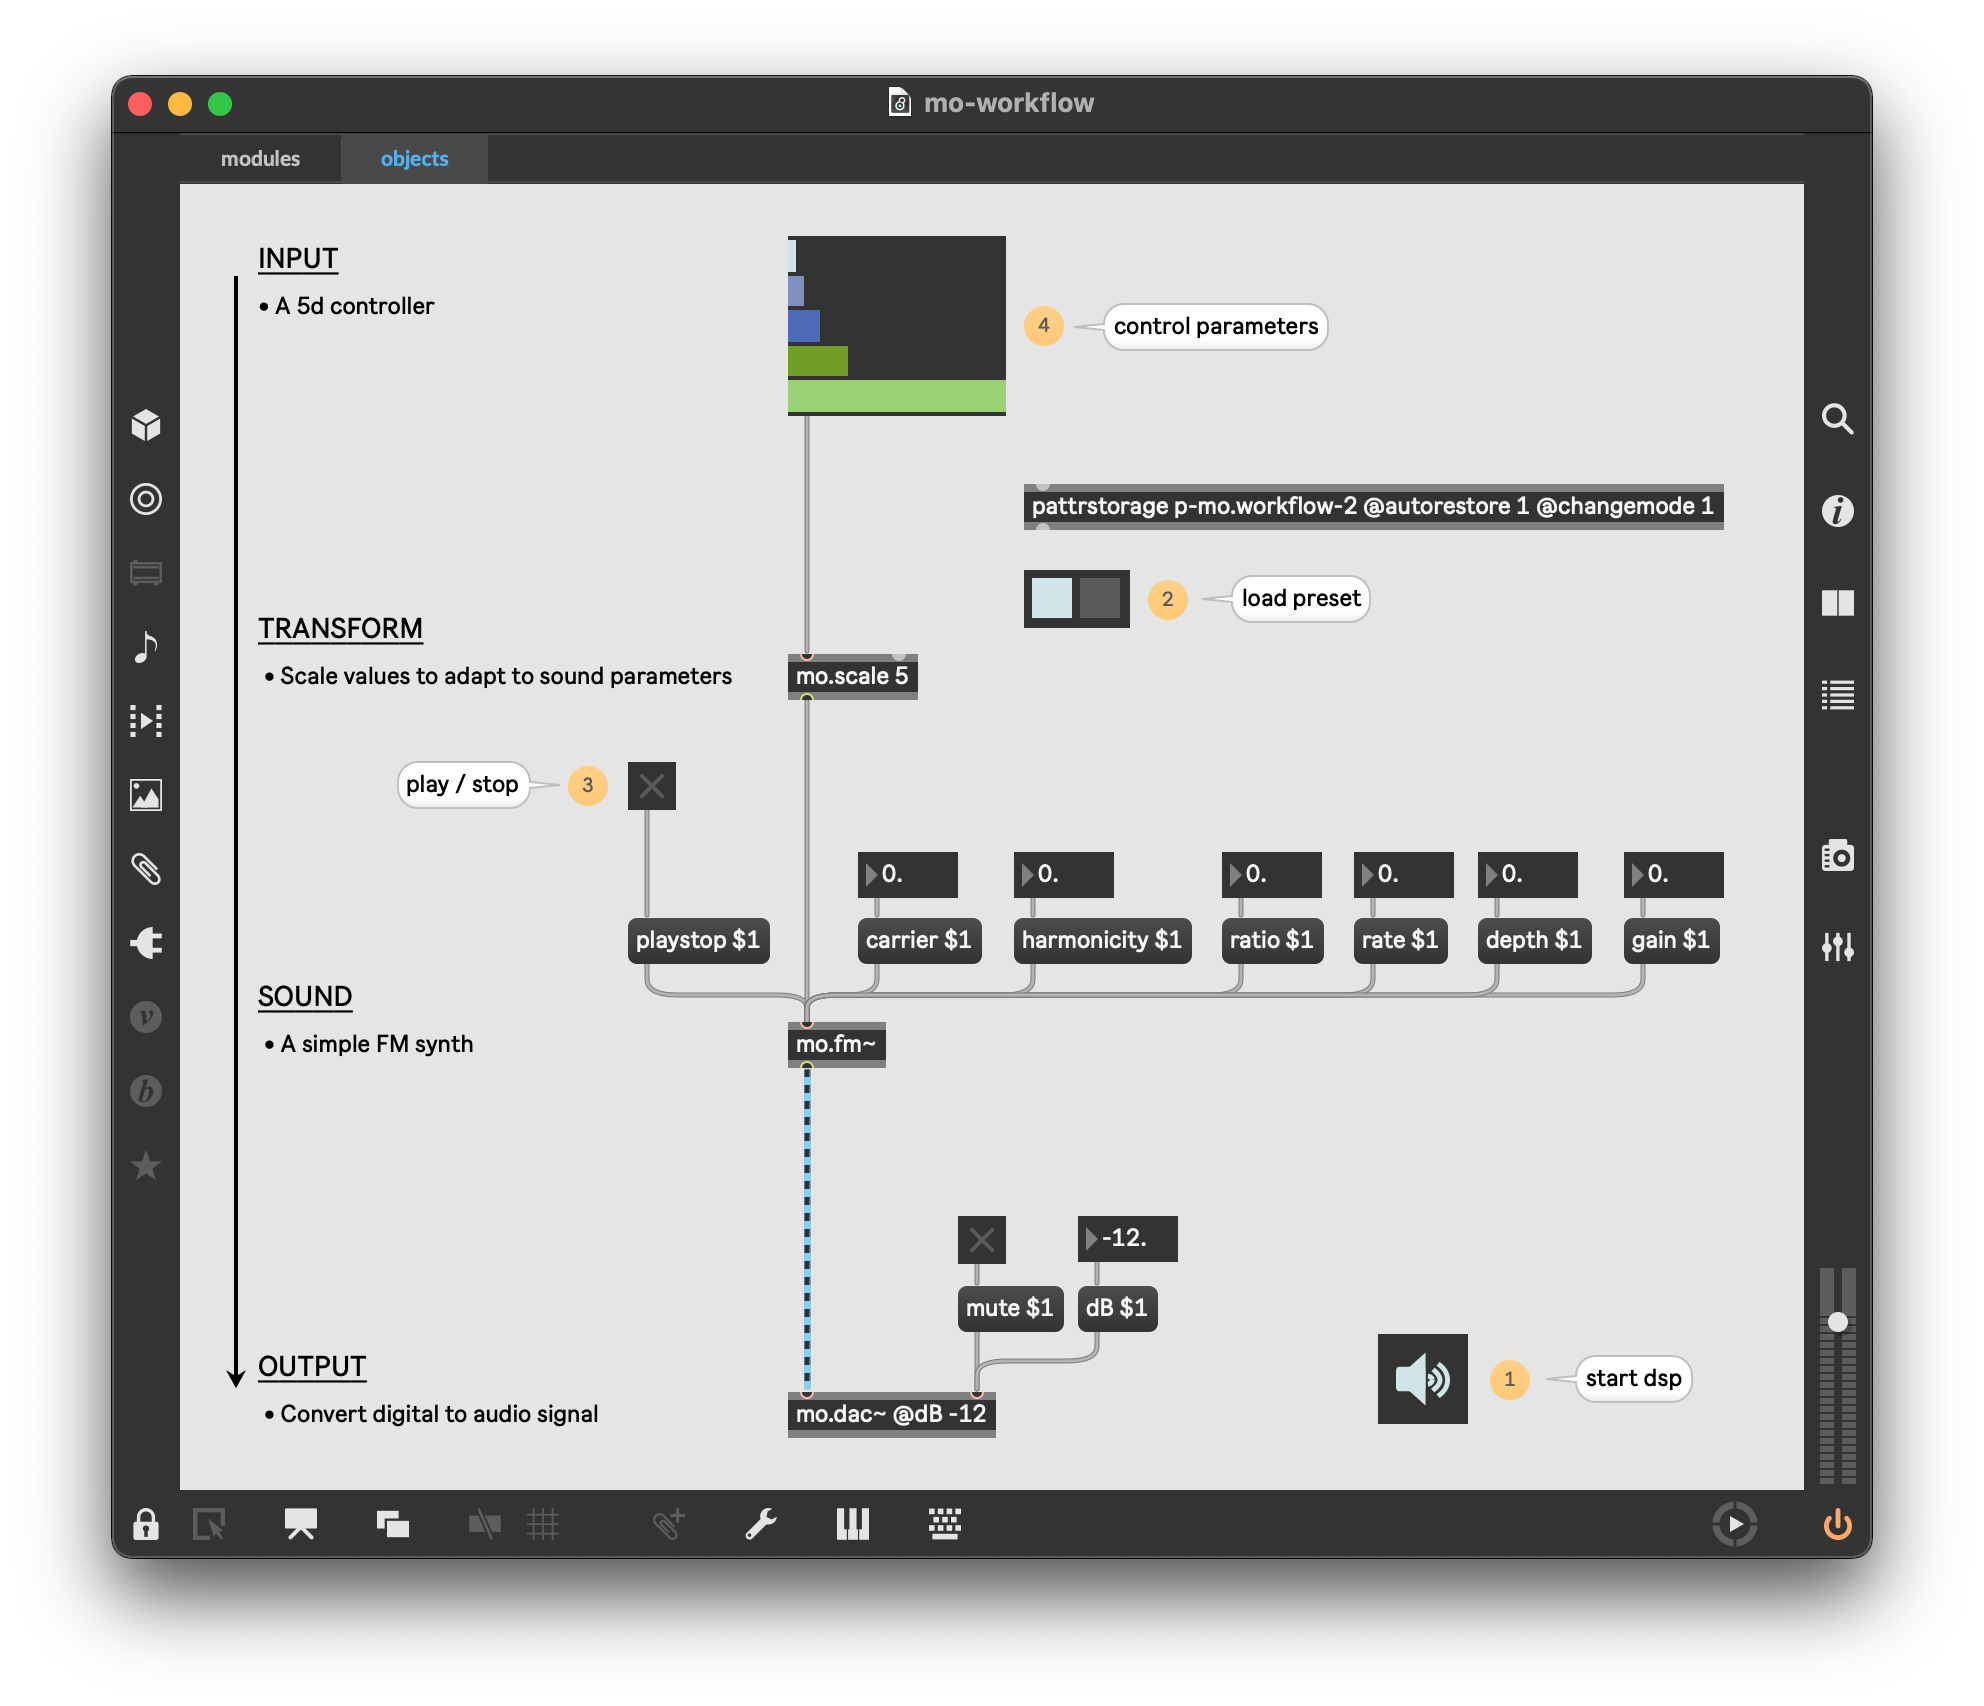 mo-workflow
modules
objects
INPUT
• A 5d controller
4
control parameters
pattrstorage p-mo.workflow-2 @autorestore 1 @changemode 1
2
load preset
TRANSFORM
• Scale values to adapt to sound parameters
mo.scale 5
play / stop
3
0.
0.
0.
0.
0.
0.
playstop $1
carrier $1
harmonicity $1
ratio $1
rate $1
depth $1
gain $1
SOUND
• A simple FM synth
mo.fm~
-12.
mute $1
dB $1
OUTPUT
• Convert digital to audio signal
mo.dac~ @dB -12
1
start dsp